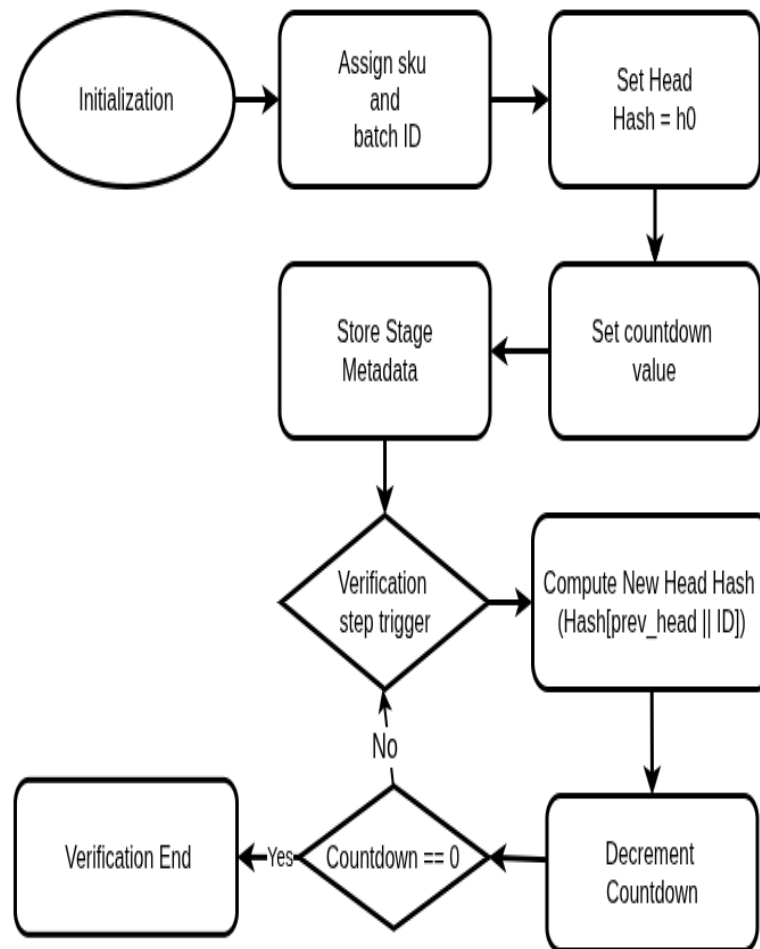 Initialization
Assign sku
and
batch ID
Set Head
Hash = h0
Store Stage
Metadata
Set countdown
value
Verification
step trigger
Compute New Head Hash
(Hash[prev_head || ID])
No
Verification End
Yes
Countdown == 0
Decrement
Countdown